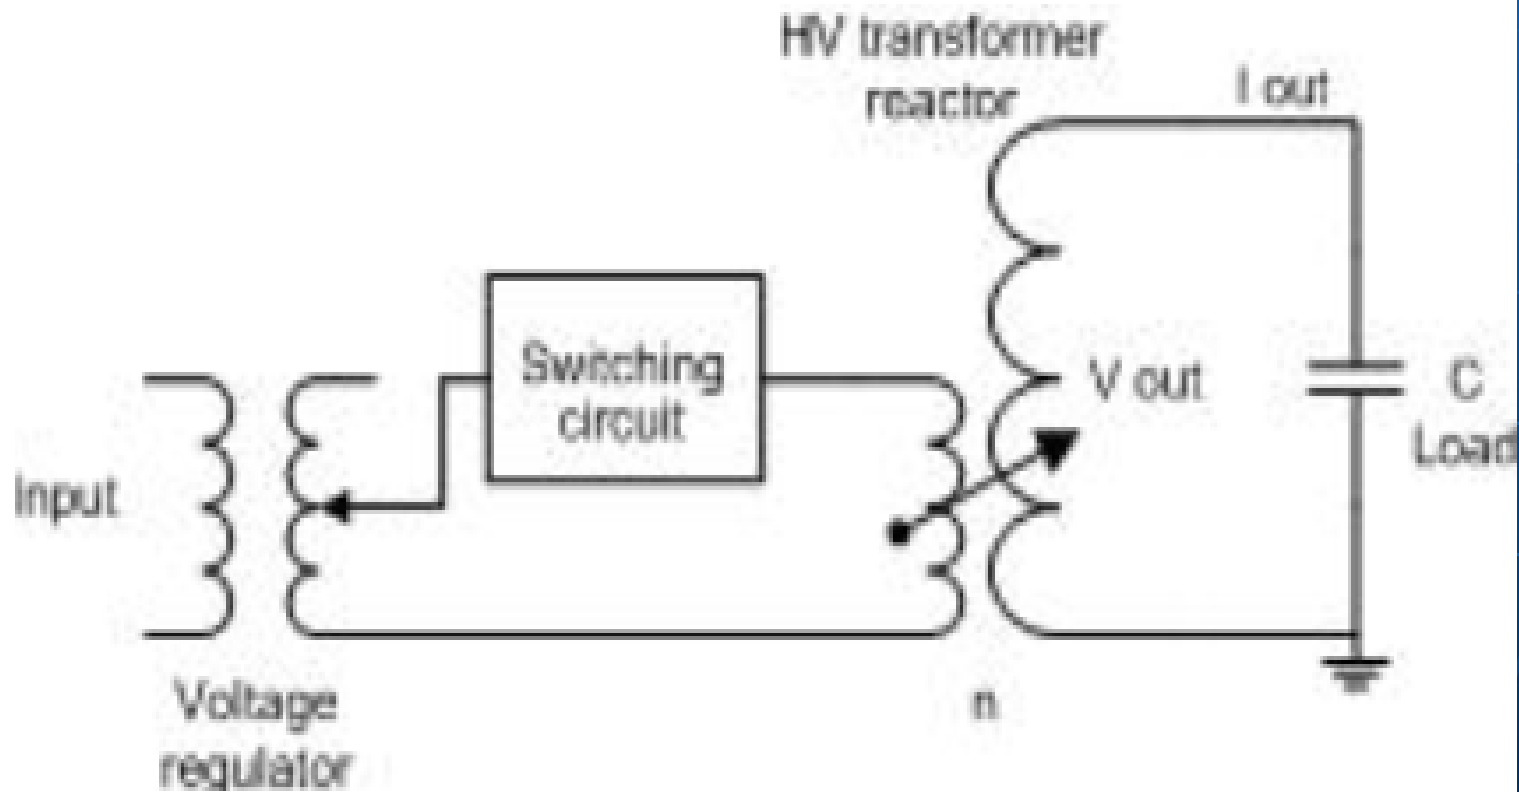 HV transformer
reactor
I out
Switching
circuit
V out
C
Load
Input
Voltage
regulator
n